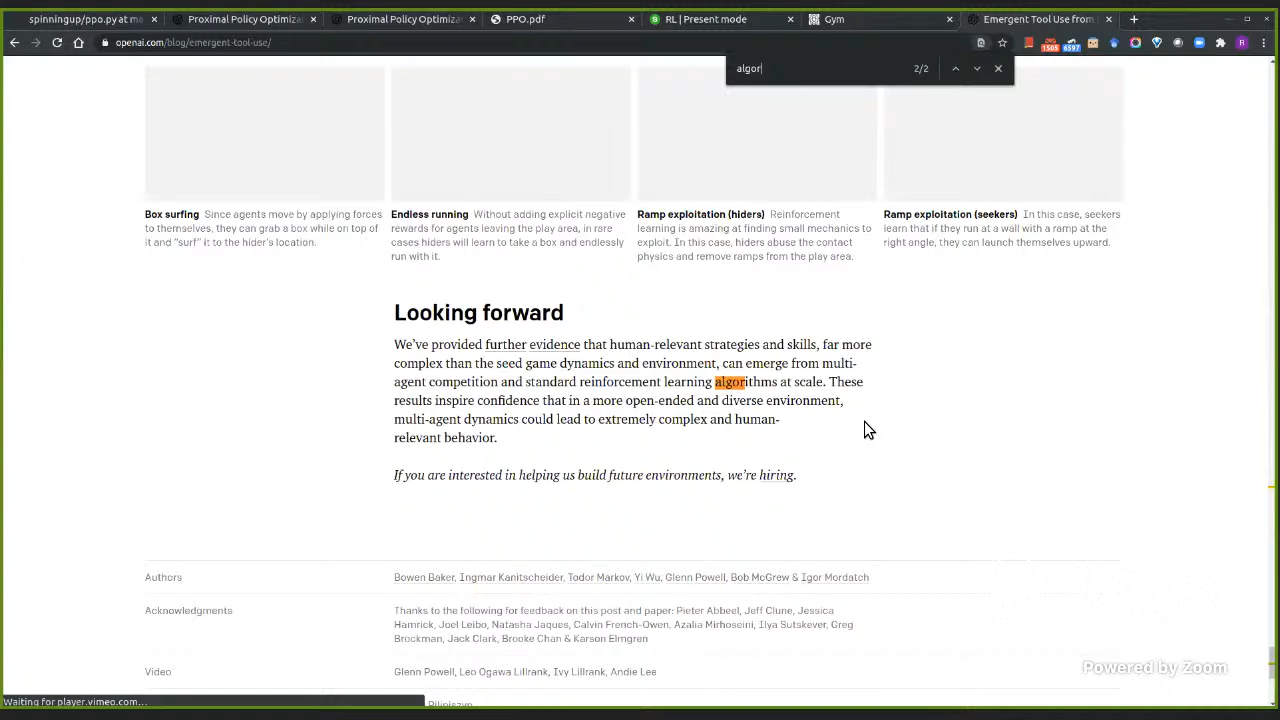 spinningup/ppo.py at ma
Proximal Policy Optimiza
Proximal Policy Optimiza
PPO.pdf
RL | Present mode
Gym
Emergent Tool Use from
openai.com/blog/emergent-tool-use/
1505
6597
R
algor
2/2
Box surfing Since agents move by applying forces
to themselves, they can grab a box while on top of
it and “surf” it to the hider’s location.
Endless running Without adding explicit negative
rewards for agents leaving the play area, in rare
cases hiders will learn to take a box and endlessly
run with it.
Ramp exploitation (hiders) Reinforcement
learning is amazing at finding small mechanics to
exploit. In this case, hiders abuse the contact
physics and remove ramps from the play area.
Ramp exploitation (seekers) In this case, seekers
learn that if they run at a wall with a ramp at the
right angle, they can launch themselves upward.
Looking forward
We’ve provided further evidence that human-relevant strategies and skills, far more
complex than the seed game dynamics and environment, can emerge from multi-
agent competition and standard reinforcement learning algorithms at scale. These
results inspire confidence that in a more open-ended and diverse environment,
multi-agent dynamics could lead to extremely complex and human-
relevant behavior.
If you are interested in helping us build future environments, we’re hiring.
Authors
Bowen Baker, Ingmar Kanitscheider, Todor Markov, Yi Wu, Glenn Powell, Bob McGrew & Igor Mordatch
Acknowledgments
Thanks to the following for feedback on this post and paper: Pieter Abbeel, Jeff Clune, Jessica
Hamrick, Joel Leibo, Natasha Jaques, Calvin French-Owen, Azalia Mirhoseini, Ilya Sutskever, Greg
Brockman, Jack Clark, Brooke Chan & Karson Elmgren
Video
Glenn Powell, Leo Ogawa Lillrank, Ivy Lillrank, Andie Lee
Powered by Zoom
Waiting for player.vimeo.com...